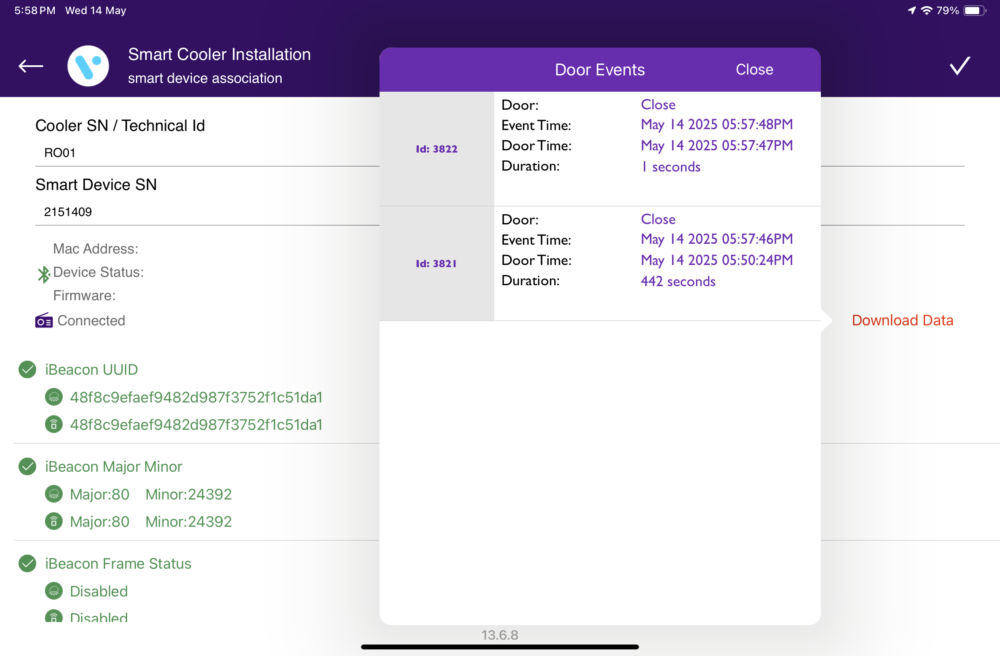 5:58 PM Wed 14 May
79%
Smart Cooler Installation
smart device association
Cooler SN / Technical Id
RO01
Smart Device SN
2151409
Mac Address:
Device Status:
Firmware:
Connected
iBeacon UUID
48f8c9efaef9482d987f3752f1c51da1
48f8c9efaef9482d987f3752f1c51da1
iBeacon Major Minor
Major:80 Minor:24392
Major:80 Minor:24392
iBeacon Frame Status
Disabled
Disabled
Door Events Close
Id: 3822
Door: Close
Event Time: May 14 2025 05:57:48PM
Door Time: May 14 2025 05:57:47PM
Duration: 1 seconds
Id: 3821
Door: Close
Event Time: May 14 2025 05:57:46PM
Door Time: May 14 2025 05:50:24PM
Duration: 442 seconds
Download Data
13.6.8